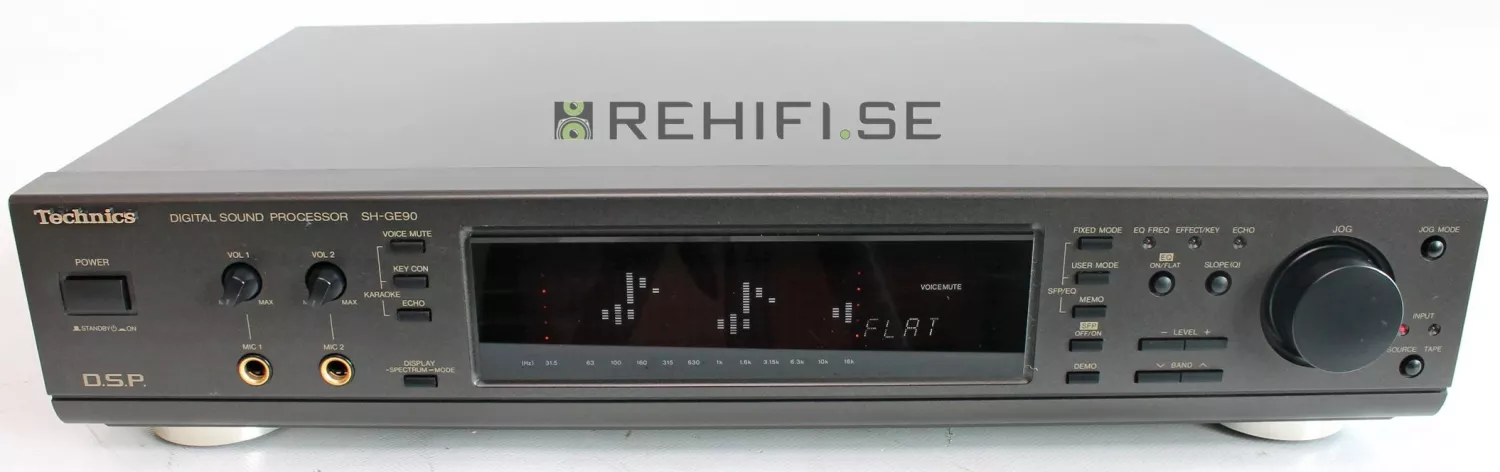 REHIFI.SE
Technics
DIGITAL SOUND PROCESSOR SH-GE90
POWER
STANDBY ON
D.S.P.
VOL 1
MAX
VOL 2
MAX
MIC 1
MIC 2
VOICE MUTE
KEY CON
KARAOKE
ECHO
DISPLAY
-SPECTRUM-MODE
VOICE MUTE
FLAT
(Hz) 31.5 63 100 160 315 630 1k 1.6k 3.15k 6.3k 10k 16k
FIXED MODE
USER MODE
SFP/EQ
MEMO
SFP
OFF/ON
DEMO
EQ FREQ EFFECT/KEY ECHO
EQ
ON/FLAT
SLOPE(Q)
− LEVEL +
BAND
JOG
JOG MODE
INPUT
SOURCE TAPE